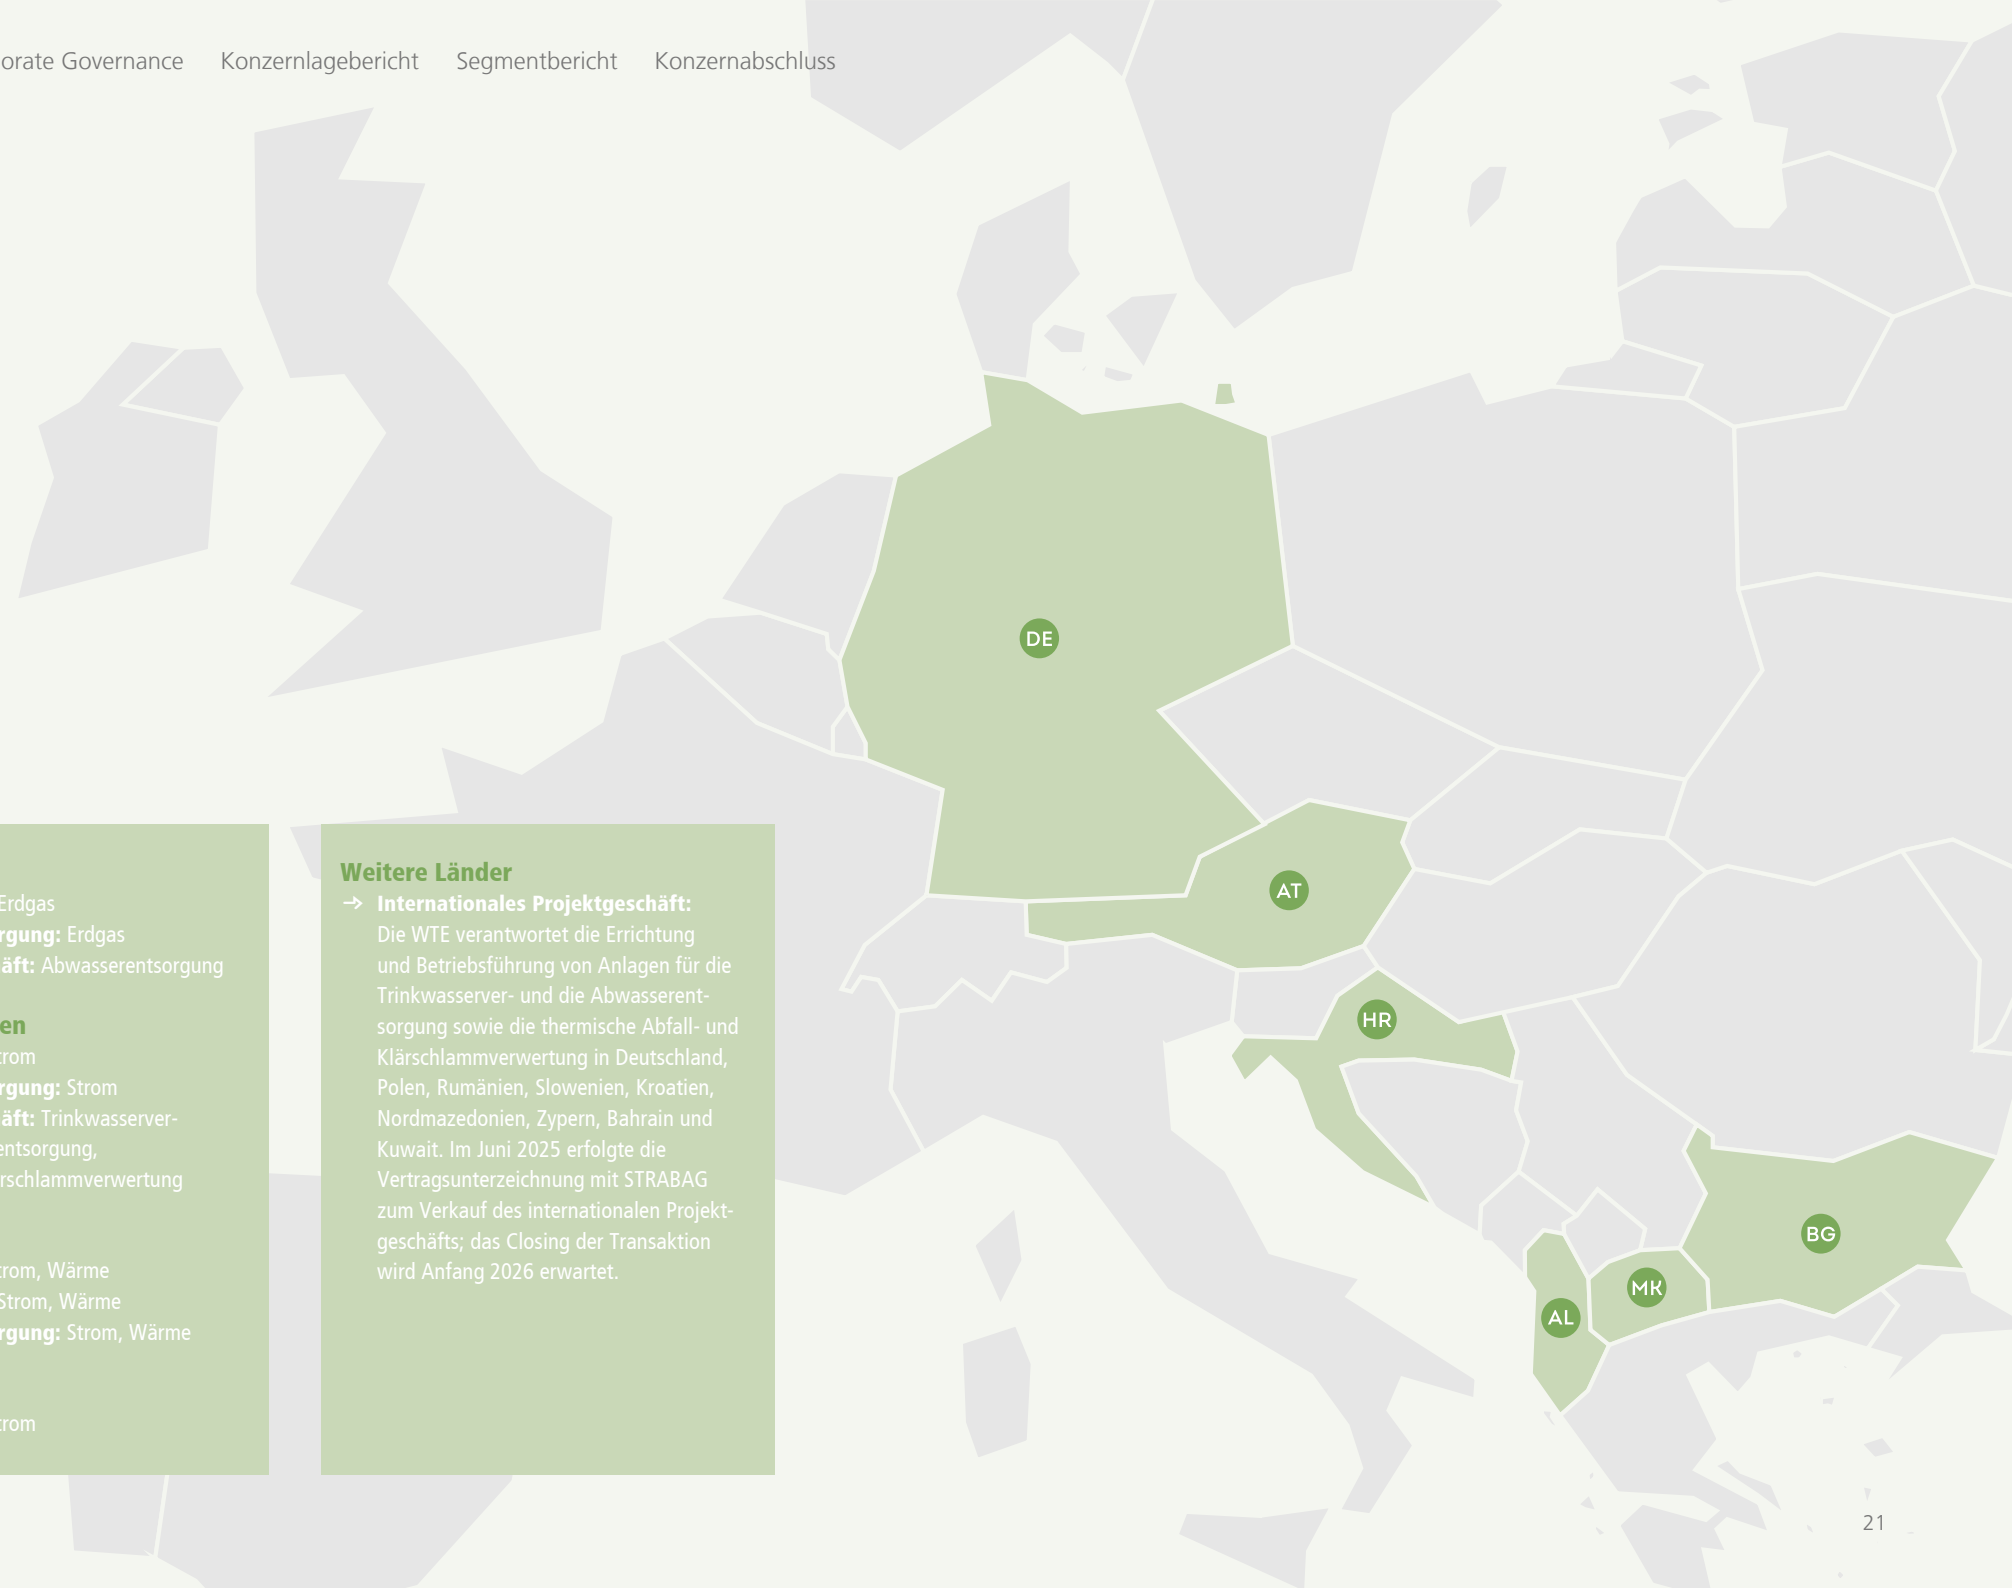 orate Governance Konzernlagebericht Segmentbericht Konzernabschluss
Erdgas
rgung: Erdgas
äft: Abwasserentsorgung
en
trom
rgung: Strom
äft: Trinkwasserver-
entsorgung,
rschlammverwertung
trom, Wärme
Strom, Wärme
rgung: Strom, Wärme
trom
Weitere Länder
→ Internationales Projektgeschäft:
Die WTE verantwortet die Errichtung
und Betriebsführung von Anlagen für die
Trinkwasserver- und die Abwasserent-
sorgung sowie die thermische Abfall- und
Klärschlammverwertung in Deutschland,
Polen, Rumänien, Slowenien, Kroatien,
Nordmazedonien, Zypern, Bahrain und
Kuwait. Im Juni 2025 erfolgte die
Vertragsunterzeichnung mit STRABAG
zum Verkauf des internationalen Projekt-
geschäfts; das Closing der Transaktion
wird Anfang 2026 erwartet.
DE
AT
HR
BG
MK
AL
21